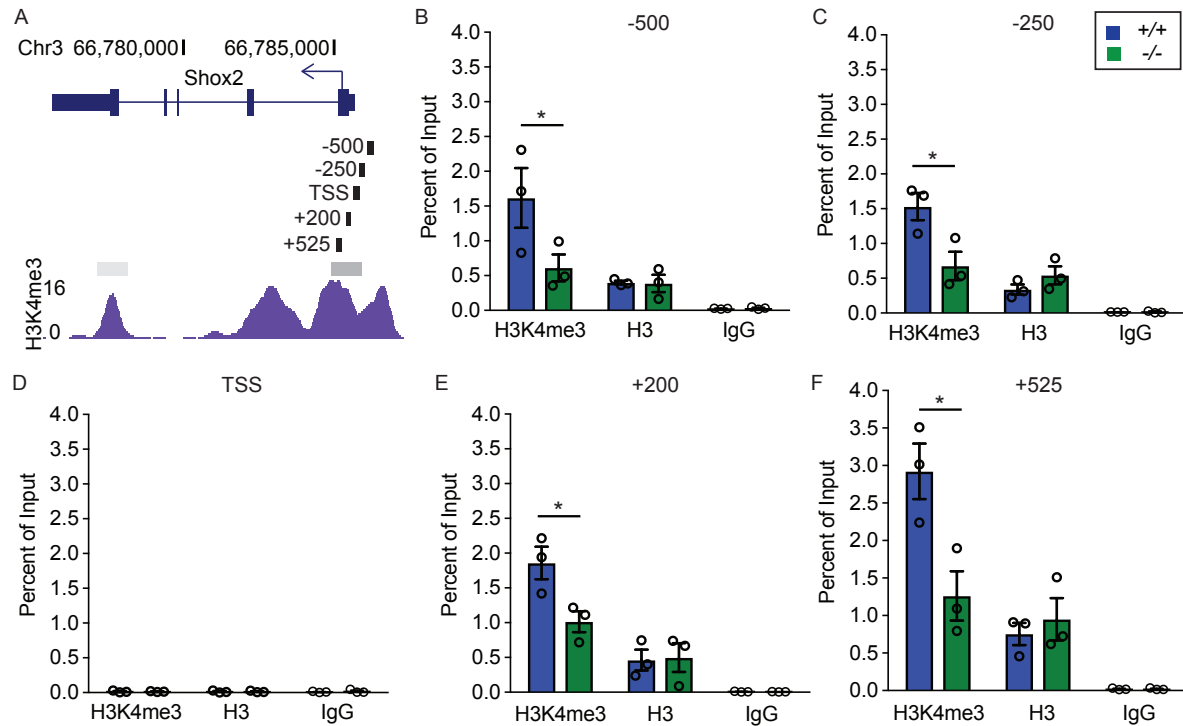 A
Chr3 66,780,000 66,785,000
Shox2
-500
-250
TSS
+200
+525
H3K4me3
16
0
B
-500
Percent of Input
4.0
3.5
3.0
2.5
2.0
1.5
1.0
0.5
0.0
*
H3K4me3 H3 IgG
C
-250
+/+
-/-
Percent of Input
4.0
3.5
3.0
2.5
2.0
1.5
1.0
0.5
0.0
*
H3K4me3 H3 IgG
D
TSS
Percent of Input
4.0
3.5
3.0
2.5
2.0
1.5
1.0
0.5
0.0
H3K4me3 H3 IgG
E
+200
Percent of Input
4.0
3.5
3.0
2.5
2.0
1.5
1.0
0.5
0.0
*
H3K4me3 H3 IgG
F
+525
Percent of Input
4.0
3.5
3.0
2.5
2.0
1.5
1.0
0.5
0.0
*
H3K4me3 H3 IgG